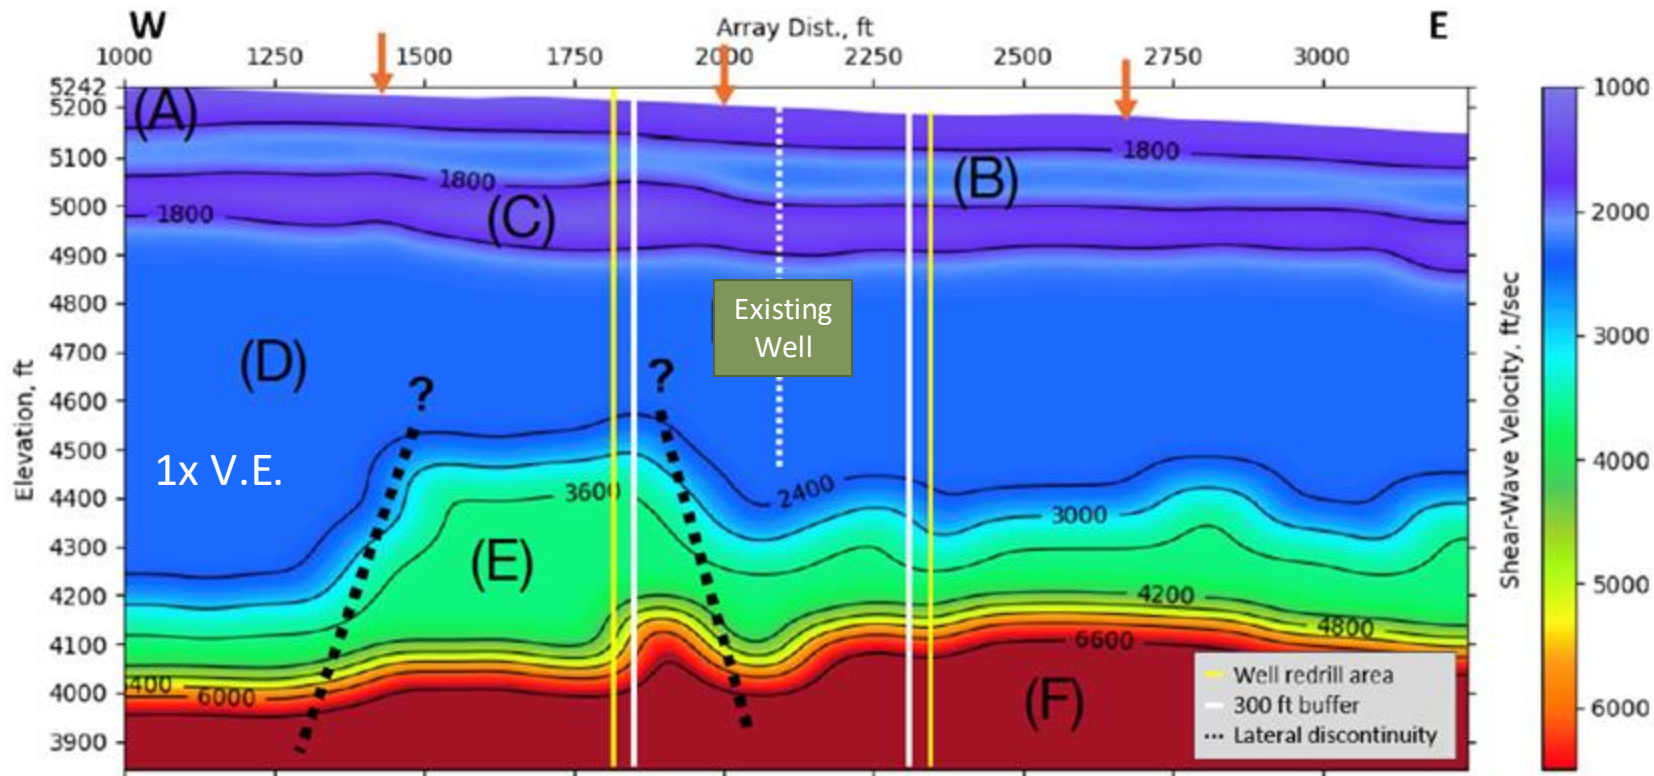 W
Array Dist., ft
E
1000 1250 1500 1750 2000 2250 2500 2750 3000
5242
5200
5100
5000
4900
4800
4700
4600
4500
4400
4300
4200
4100
4000
3900
Elevation, ft
(A)
1800
(B)
1800
(C)
1800
(D)
Existing
Well
?
?
1x V.E.
2400
3600
3000
(E)
4200
4800
6600
5400
6000
(F)
Well redrill area
300 ft buffer
Lateral discontinuity
1000
2000
3000
4000
5000
6000
Shear-Wave Velocity, ft/sec